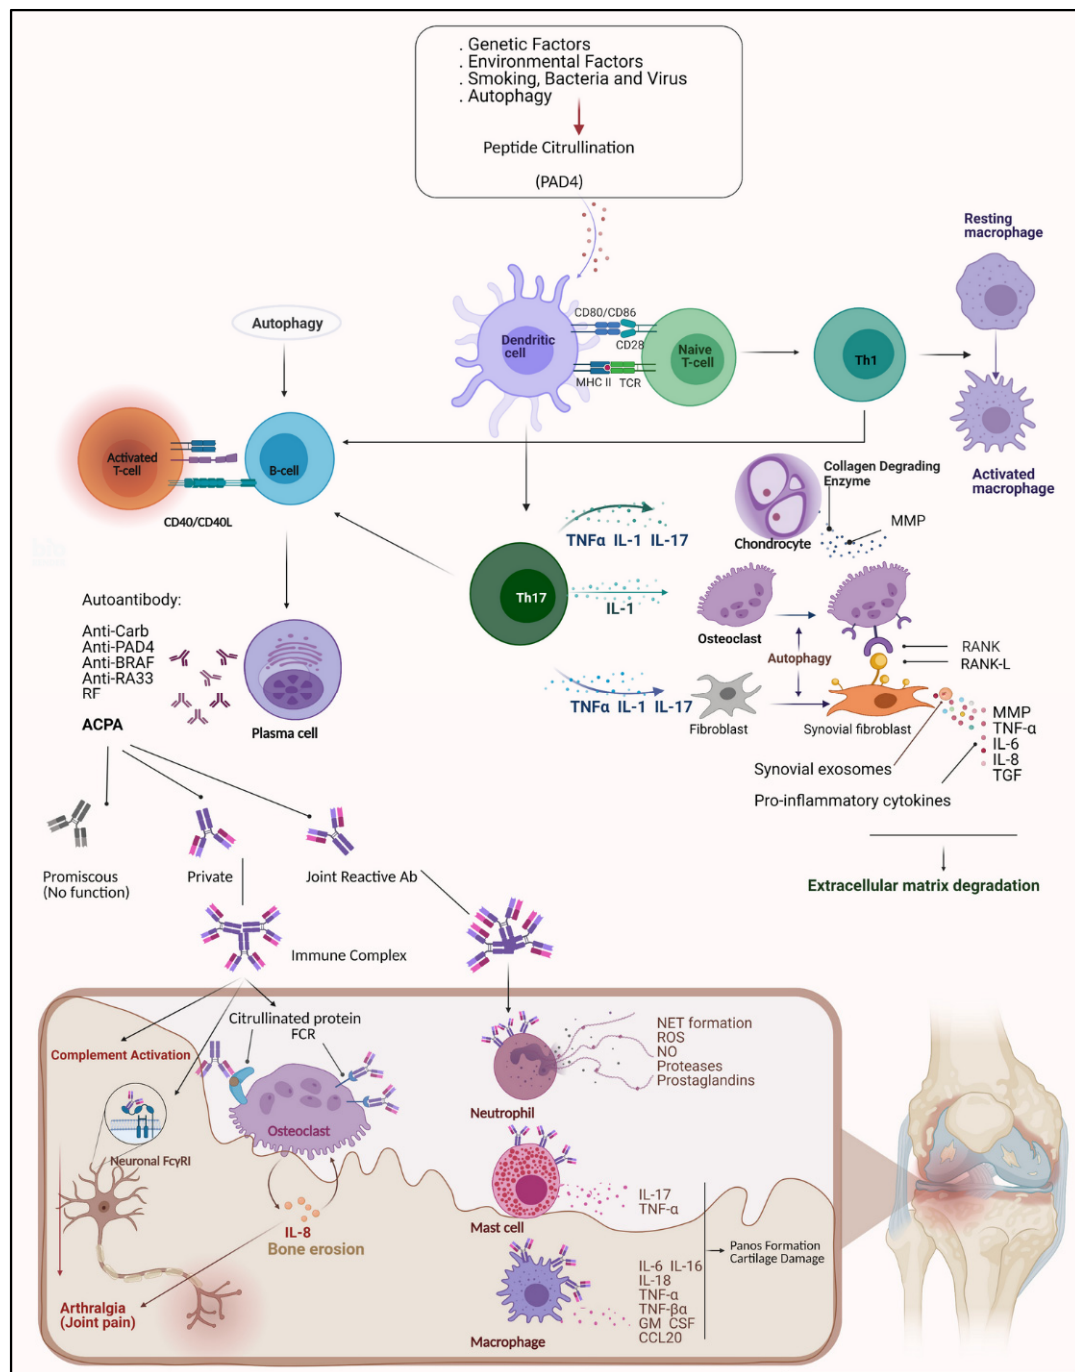 . Genetic Factors
. Environmental Factors
. Smoking, Bacteria and Virus
. Autophagy
Peptide Citrullination
(PAD4)
Resting
macrophage
CD80/CD86
CD28
Dendritic
cell
Naive
T-cell
MHC II
TCR
Th1
Activated
macrophage
Autophagy
Activated
T-cell
B-cell
CD40/CD40L
Collagen Degrading
Enzyme
MMP
Chondrocyte
TNFα IL-1 IL-17
Th17
IL-1
Osteoclast
RANK
RANK-L
Autophagy
TNFα IL-1 IL-17
Fibroblast
Synovial fibroblast
MMP
TNF-α
IL-6
IL-8
TGF
Synovial exosomes
Pro-inflammatory cytokines
Extracellular matrix degradation
Autoantibody:
Anti-Carb
Anti-PAD4
Anti-BRAF
Anti-RA33
RF
ACPA
Plasma cell
Promiscous
(No function)
Private
Joint Reactive Ab
Immune Complex
Citrullinated protein
FCR
Complement Activation
Neuronal FcγRI
Osteoclast
IL-8
Bone erosion
Arthralgia
(Joint pain)
NET formation
ROS
NO
Proteases
Prostaglandins
Neutrophil
IL-17
TNF-α
Mast cell
IL-6 IL-16
IL-18
TNF-α
TNF-βα
GM CSF
CCL20
Macrophage
Panos Formation
Cartilage Damage